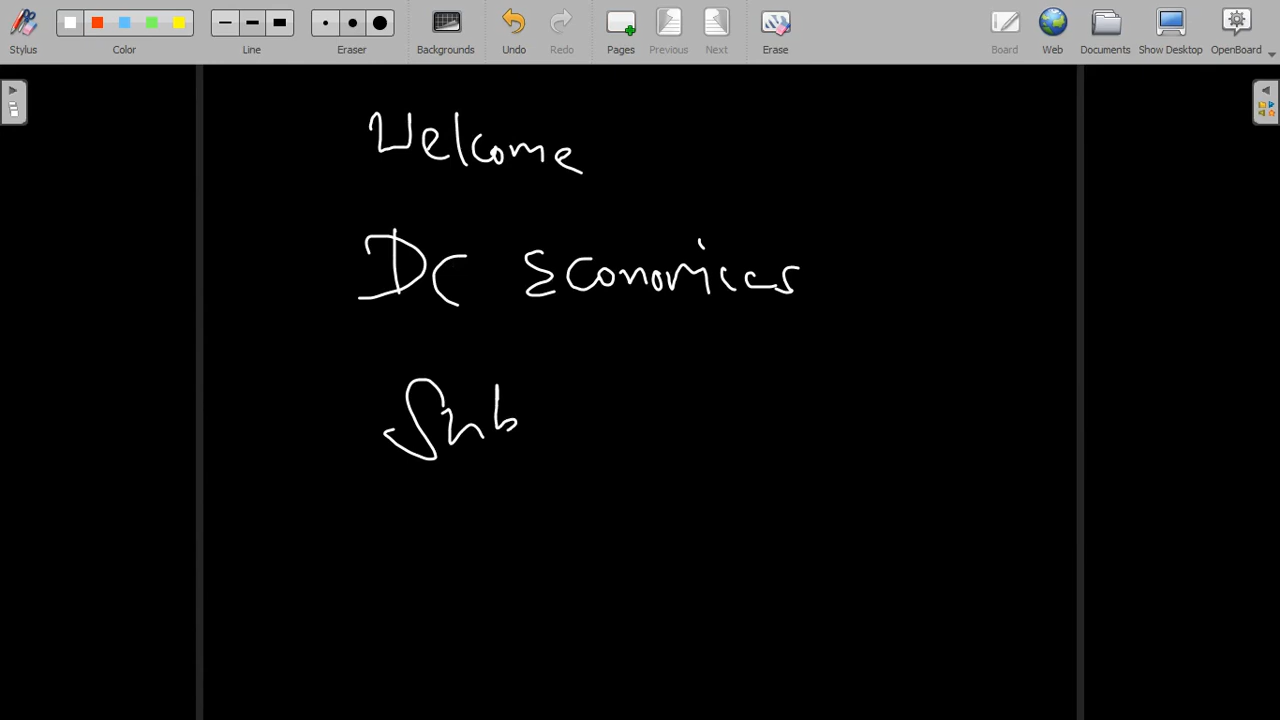 Stylus Color Line Eraser Backgrounds Undo Redo Pages Previous Next Erase Board Web Documents Show Desktop OpenBoard
Welcome
DC Economics
Sub